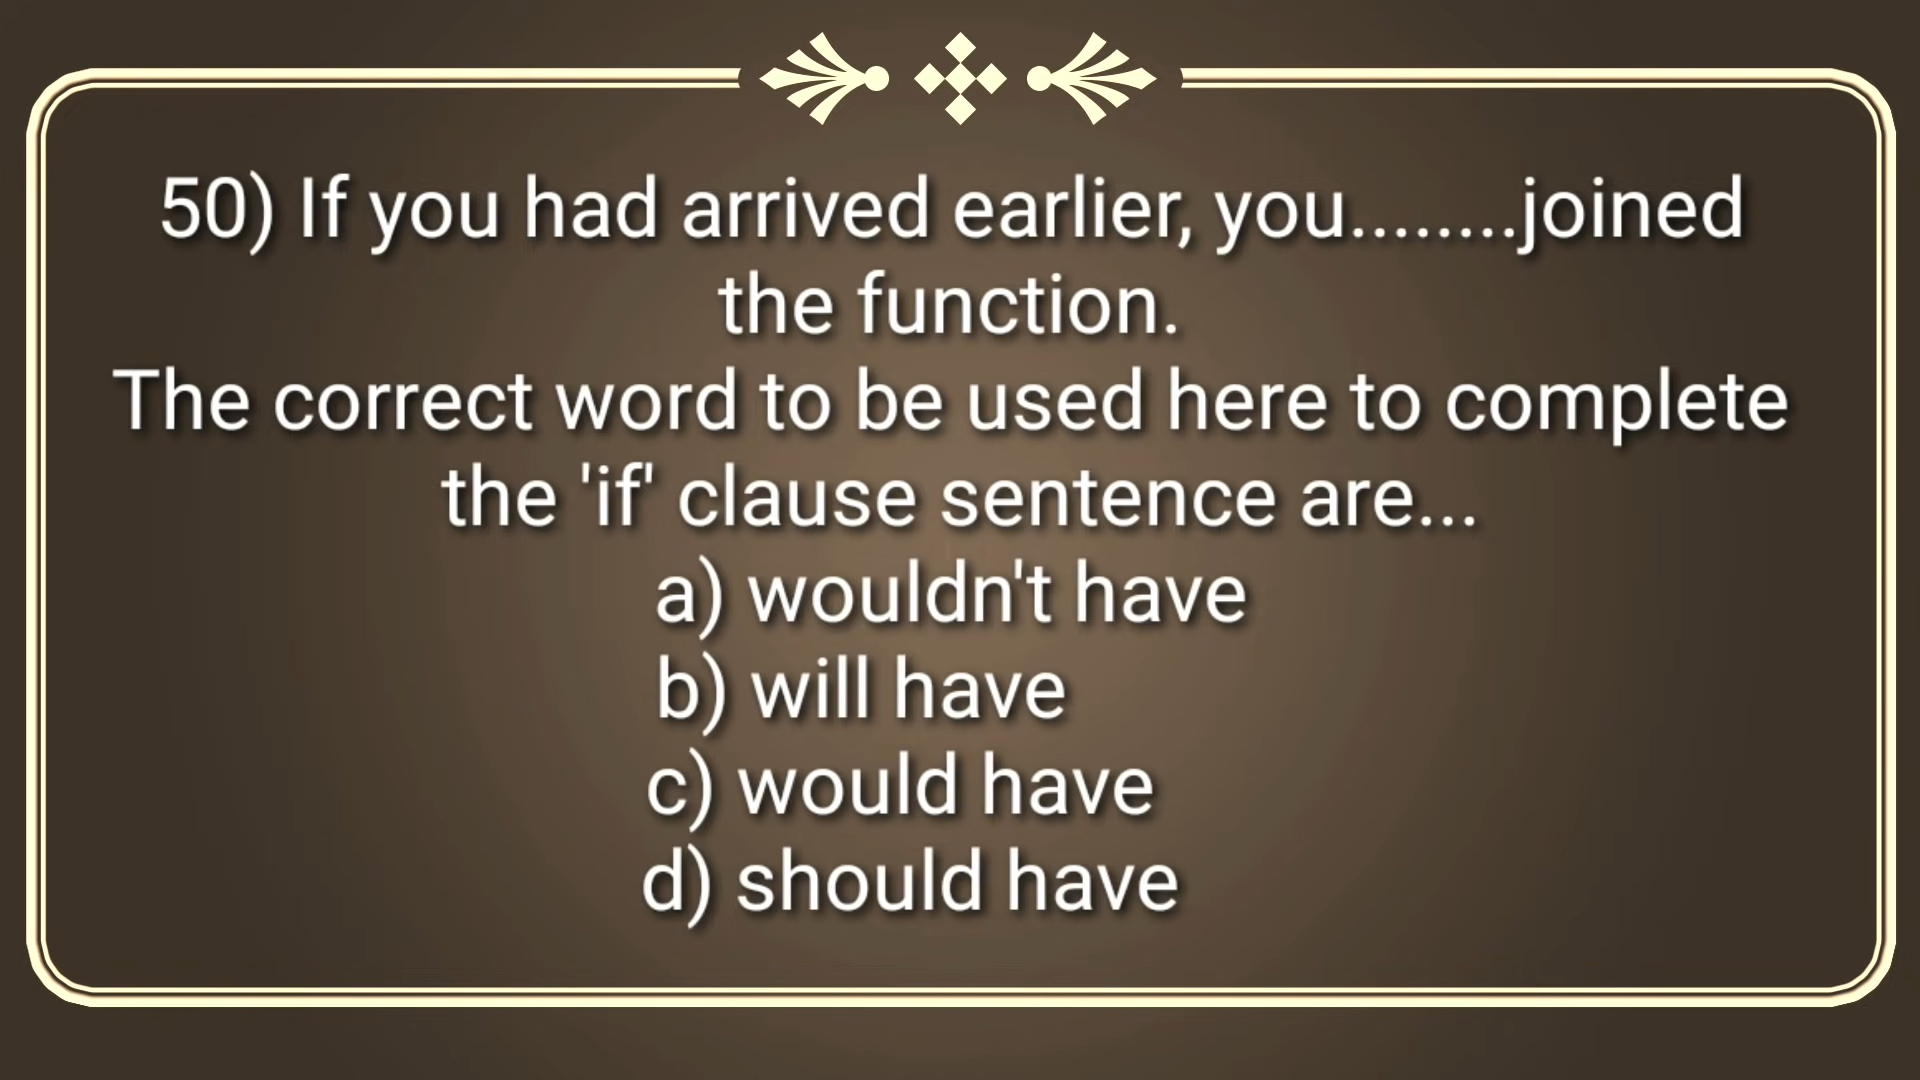 50) If you had arrived earlier, you........joined
the function.
The correct word to be used here to complete
the 'if' clause sentence are...
a) wouldn't have
b) will have
c) would have
d) should have